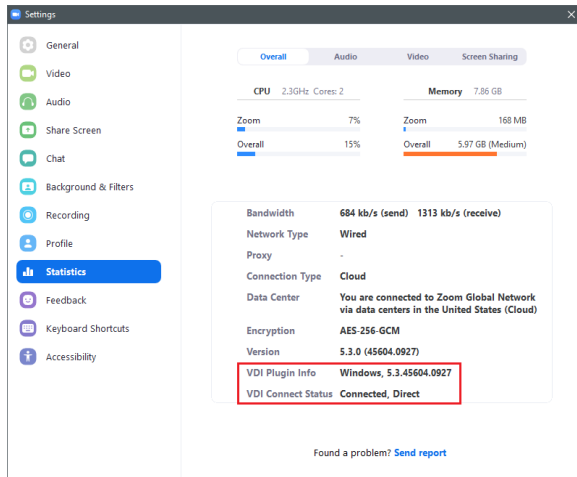 Settings
General
Video
Audio
Share Screen
Chat
Background & Filters
Recording
Profile
Statistics
Feedback
Keyboard Shortcuts
Accessibility
Overall Audio Video Screen Sharing
CPU 2.3GHz Cores: 2 Memory 7.86 GB
Zoom 7% Zoom 168 MB
Overall 15% Overall 5.97 GB (Medium)
Bandwidth 684 kb/s (send) 1313 kb/s (receive)
Network Type Wired
Proxy -
Connection Type Cloud
Data Center You are connected to Zoom Global Network
via data centers in the United States (Cloud)
Encryption AES-256-GCM
Version 5.3.0 (45604.0927)
VDI Plugin Info Windows, 5.3.45604.0927
VDI Connect Status Connected, Direct
Found a problem? Send report